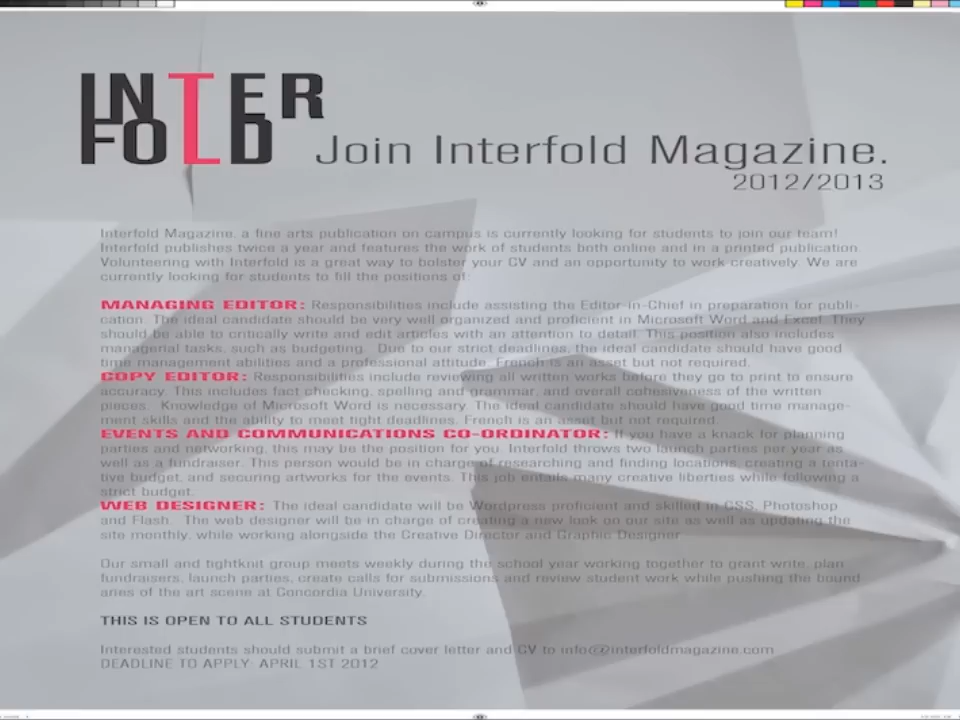 INTER
FOLD Join Interfold Magazine.
2012/2013
Interfold Magazine, a fine arts publication on campus is currently looking for students to join our team!
Interfold publishes twice a year and features the work of students both online and in a printed publication.
Volunteering with Interfold is a great way to bolster your CV and an opportunity to work creatively. We are
currently looking for students to fill the positions of:
MANAGING EDITOR: Responsibilities include assisting the Editor-in-Chief in preparation for publi-
cation. The ideal candidate should be very well organized and proficient in Microsoft Word and Excel. They
should be able to critically write and edit articles with an attention to detail. This position also includes
managerial tasks, such as budgeting. Due to our strict deadlines, the ideal candidate should have good
time management abilities and a professional attitude. French is an asset but not required.
COPY EDITOR: Responsibilities include reviewing all written works before they go to print to ensure
accuracy. This includes fact checking, spelling and grammar, and overall cohesiveness of the written
pieces. Knowledge of Microsoft Word is necessary. The ideal candidate should have good time manage-
ment skills and the ability to meet tight deadlines. French is an asset but not required.
EVENTS AND COMMUNICATIONS CO-ORDINATOR: If you have a knack for planning
parties and networking, this may be the position for you. Interfold throws two launch parties per year as
well as a fundraiser. This person would be in charge of researching and finding locations, creating a tenta-
tive budget, and securing artworks for the events. This job entails many creative liberties while following a
strict budget.
WEB DESIGNER: The ideal candidate will be Wordpress proficient and skilled in CSS, Photoshop
and Flash. The web designer will be in charge of creating a new look on our site as well as updating the
site monthly, while working alongside the Creative Director and Graphic Designer.
Our small and tightknit group meets weekly during the school year working together to grant write, plan
fundraisers, launch parties, create calls for submissions and review student work while pushing the bound
aries of the art scene at Concordia University.
THIS IS OPEN TO ALL STUDENTS
Interested students should submit a brief cover letter and CV to info@interfoldmagazine.com
DEADLINE TO APPLY: APRIL 1ST 2012